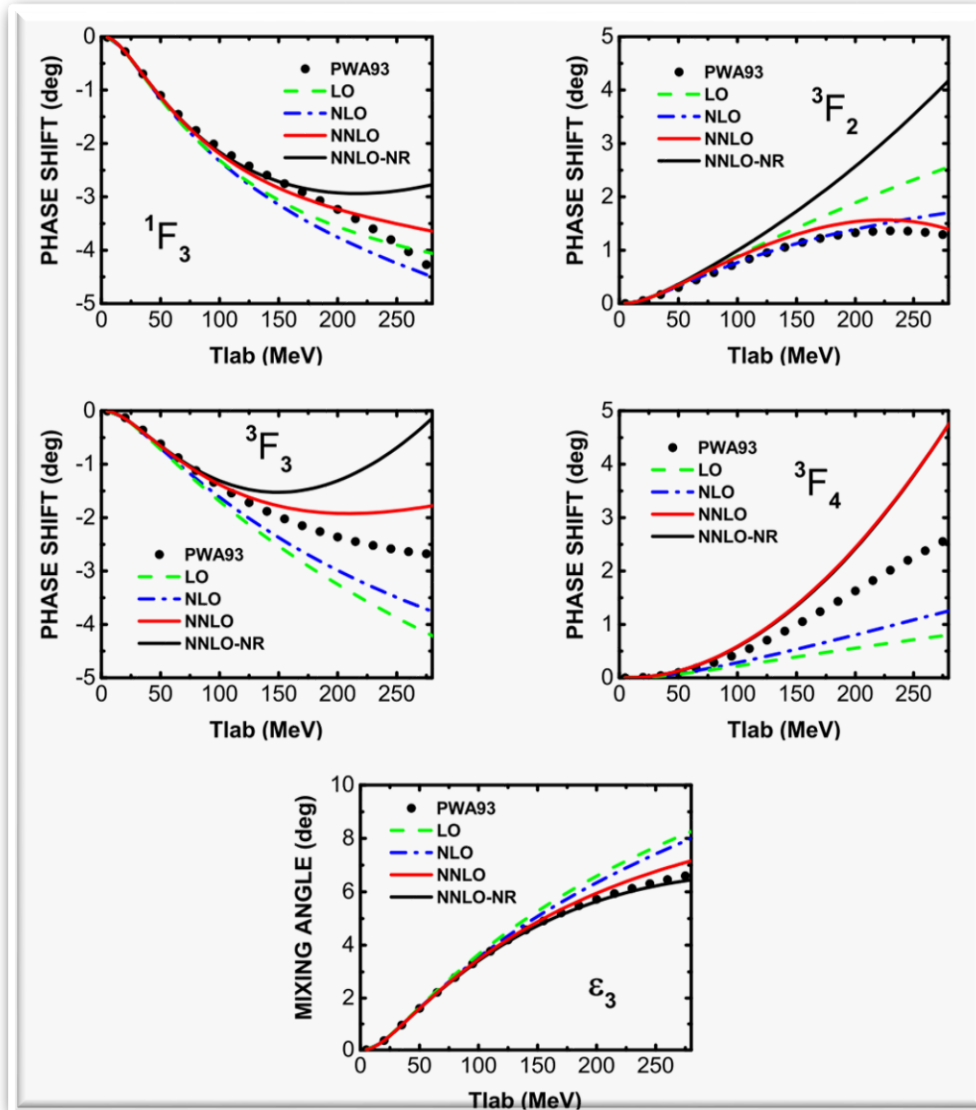 PHASE SHIFT (deg)
0
-1
-2
-3
-4
-5
PWA93
LO
NLO
NNLO
NNLO-NR
¹F₃
0 50 100 150 200 250
Tlab (MeV)
PHASE SHIFT (deg)
5
4
3
2
1
0
PWA93
LO
NLO
NNLO
NNLO-NR
³F₂
0 50 100 150 200 250
Tlab (MeV)
PHASE SHIFT (deg)
0
-1
-2
-3
-4
-5
³F₃
PWA93
LO
NLO
NNLO
NNLO-NR
0 50 100 150 200 250
Tlab (MeV)
PHASE SHIFT (deg)
5
4
3
2
1
0
PWA93
LO
NLO
NNLO
NNLO-NR
³F₄
0 50 100 150 200 250
Tlab (MeV)
MIXING ANGLE (deg)
10
8
6
4
2
0
PWA93
LO
NLO
NNLO
NNLO-NR
ε₃
0 50 100 150 200 250
Tlab (MeV)